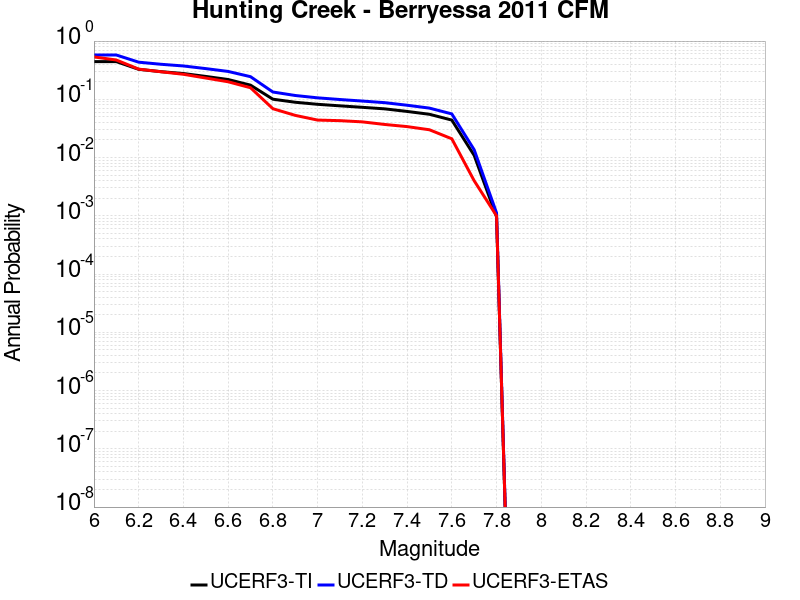 Hunting Creek - Berryessa 2011 CFM
10^0
10^-1
10^-2
10^-3
10^-4
10^-5
10^-6
10^-7
10^-8
Annual Probability
6 6.2 6.4 6.6 6.8 7 7.2 7.4 7.6 7.8 8 8.2 8.4 8.6 8.8 9
Magnitude
UCERF3-TI UCERF3-TD UCERF3-ETAS